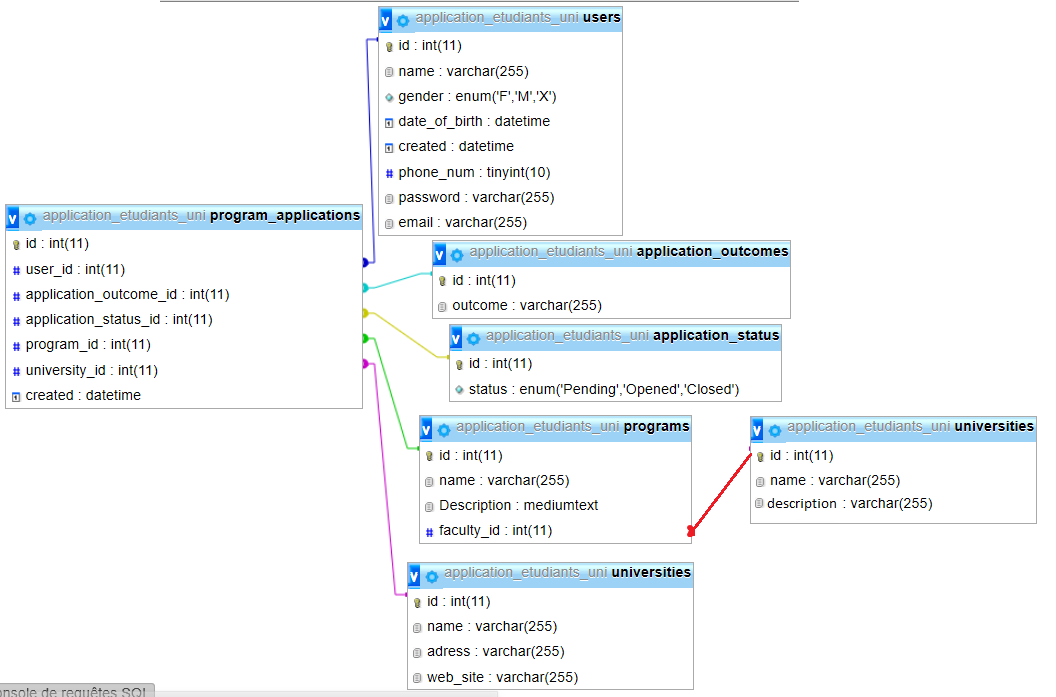 application_etudiants_uni users
id : int(11)
name : varchar(255)
gender : enum('F','M','X')
date_of_birth : datetime
created : datetime
phone_num : tinyint(10)
password : varchar(255)
email : varchar(255)
application_etudiants_uni program_applications
id : int(11)
user_id : int(11)
application_outcome_id : int(11)
application_status_id : int(11)
program_id : int(11)
university_id : int(11)
created : datetime
application_etudiants_uni application_outcomes
id : int(11)
outcome : varchar(255)
application_etudiants_uni application_status
id : int(11)
status : enum('Pending','Opened','Closed')
application_etudiants_uni programs
id : int(11)
name : varchar(255)
Description : mediumtext
faculty_id : int(11)
application_etudiants_uni universities
id : int(11)
name : varchar(255)
description : varchar(255)
application_etudiants_uni universities
id : int(11)
name : varchar(255)
adress : varchar(255)
web_site : varchar(255)
onsole de requêtes SQL